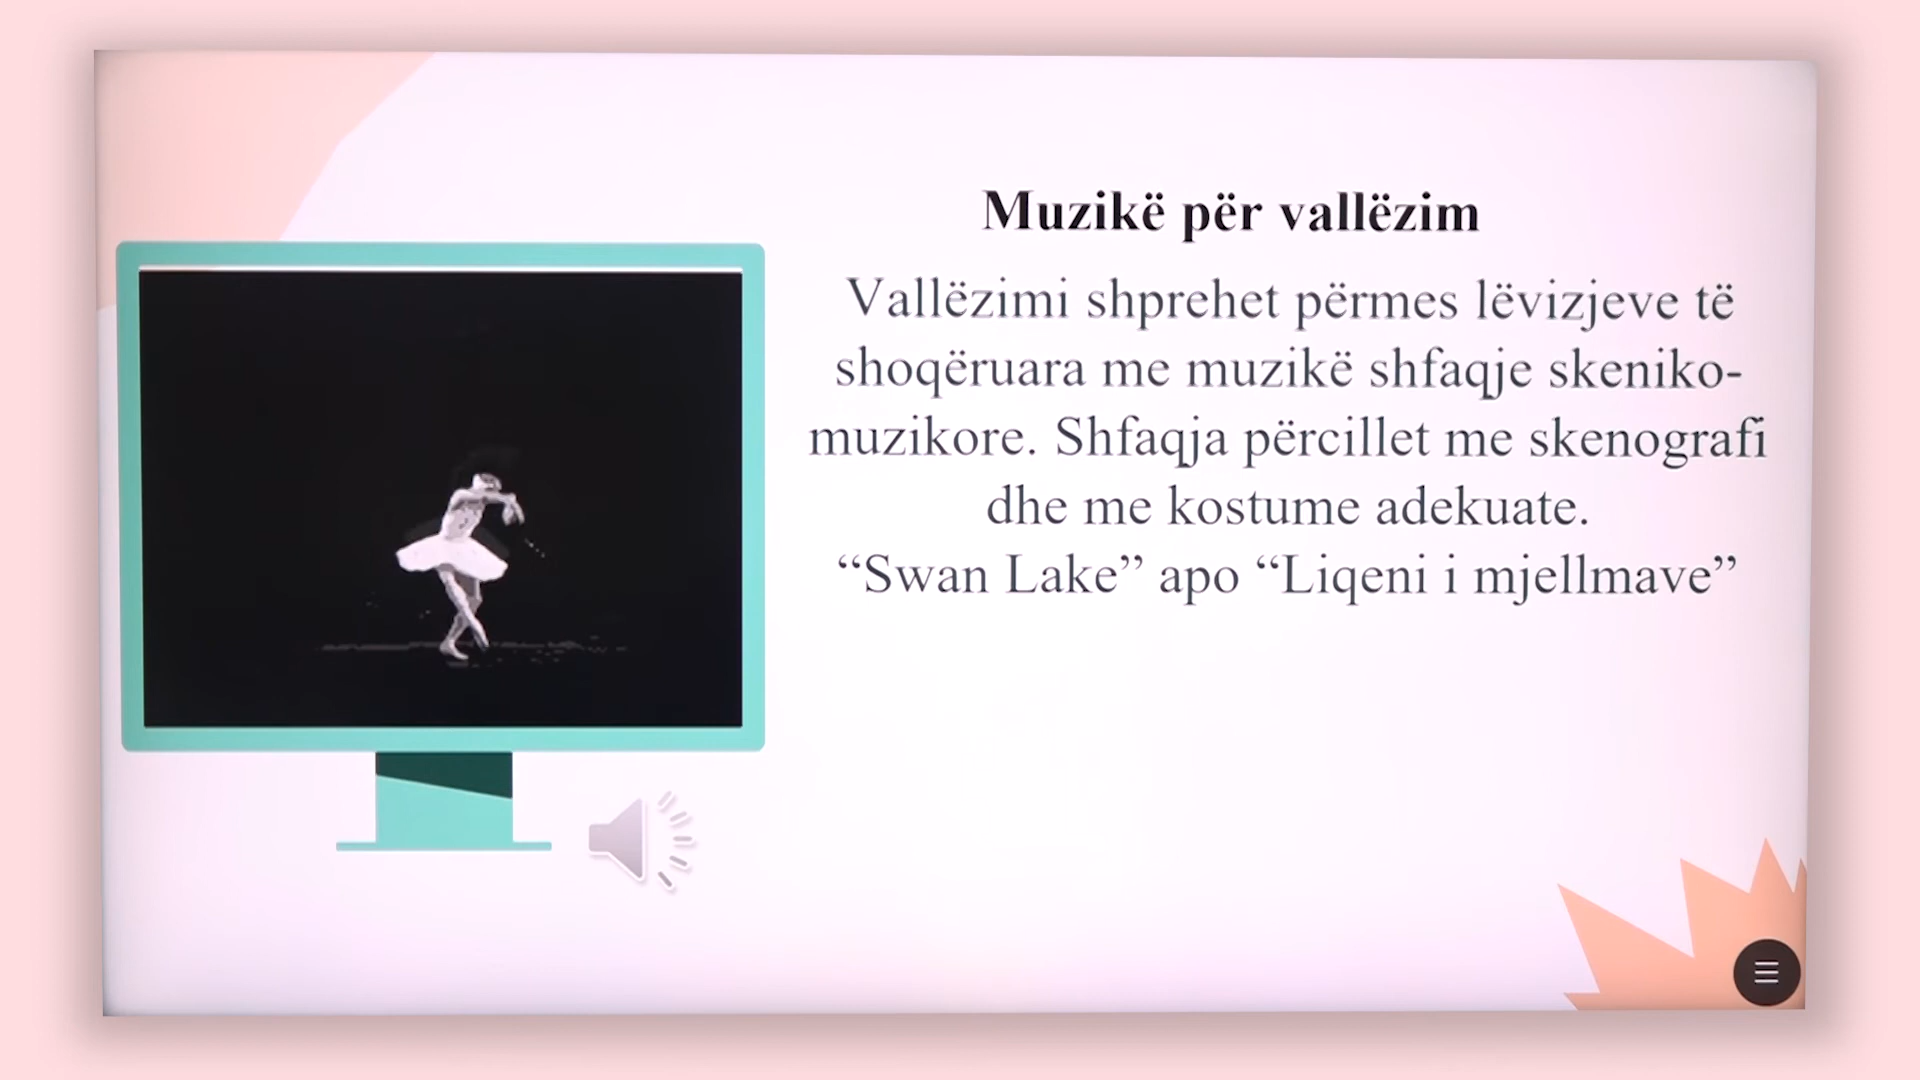 Muzikë për vallëzim
Vallëzimi shprehet përmes lëvizjeve të
shoqëruara me muzikë shfaqje skeniko-
muzikore. Shfaqja përcillet me skenografi
dhe me kostume adekuate.
“Swan Lake” apo “Liqeni i mjellmave”